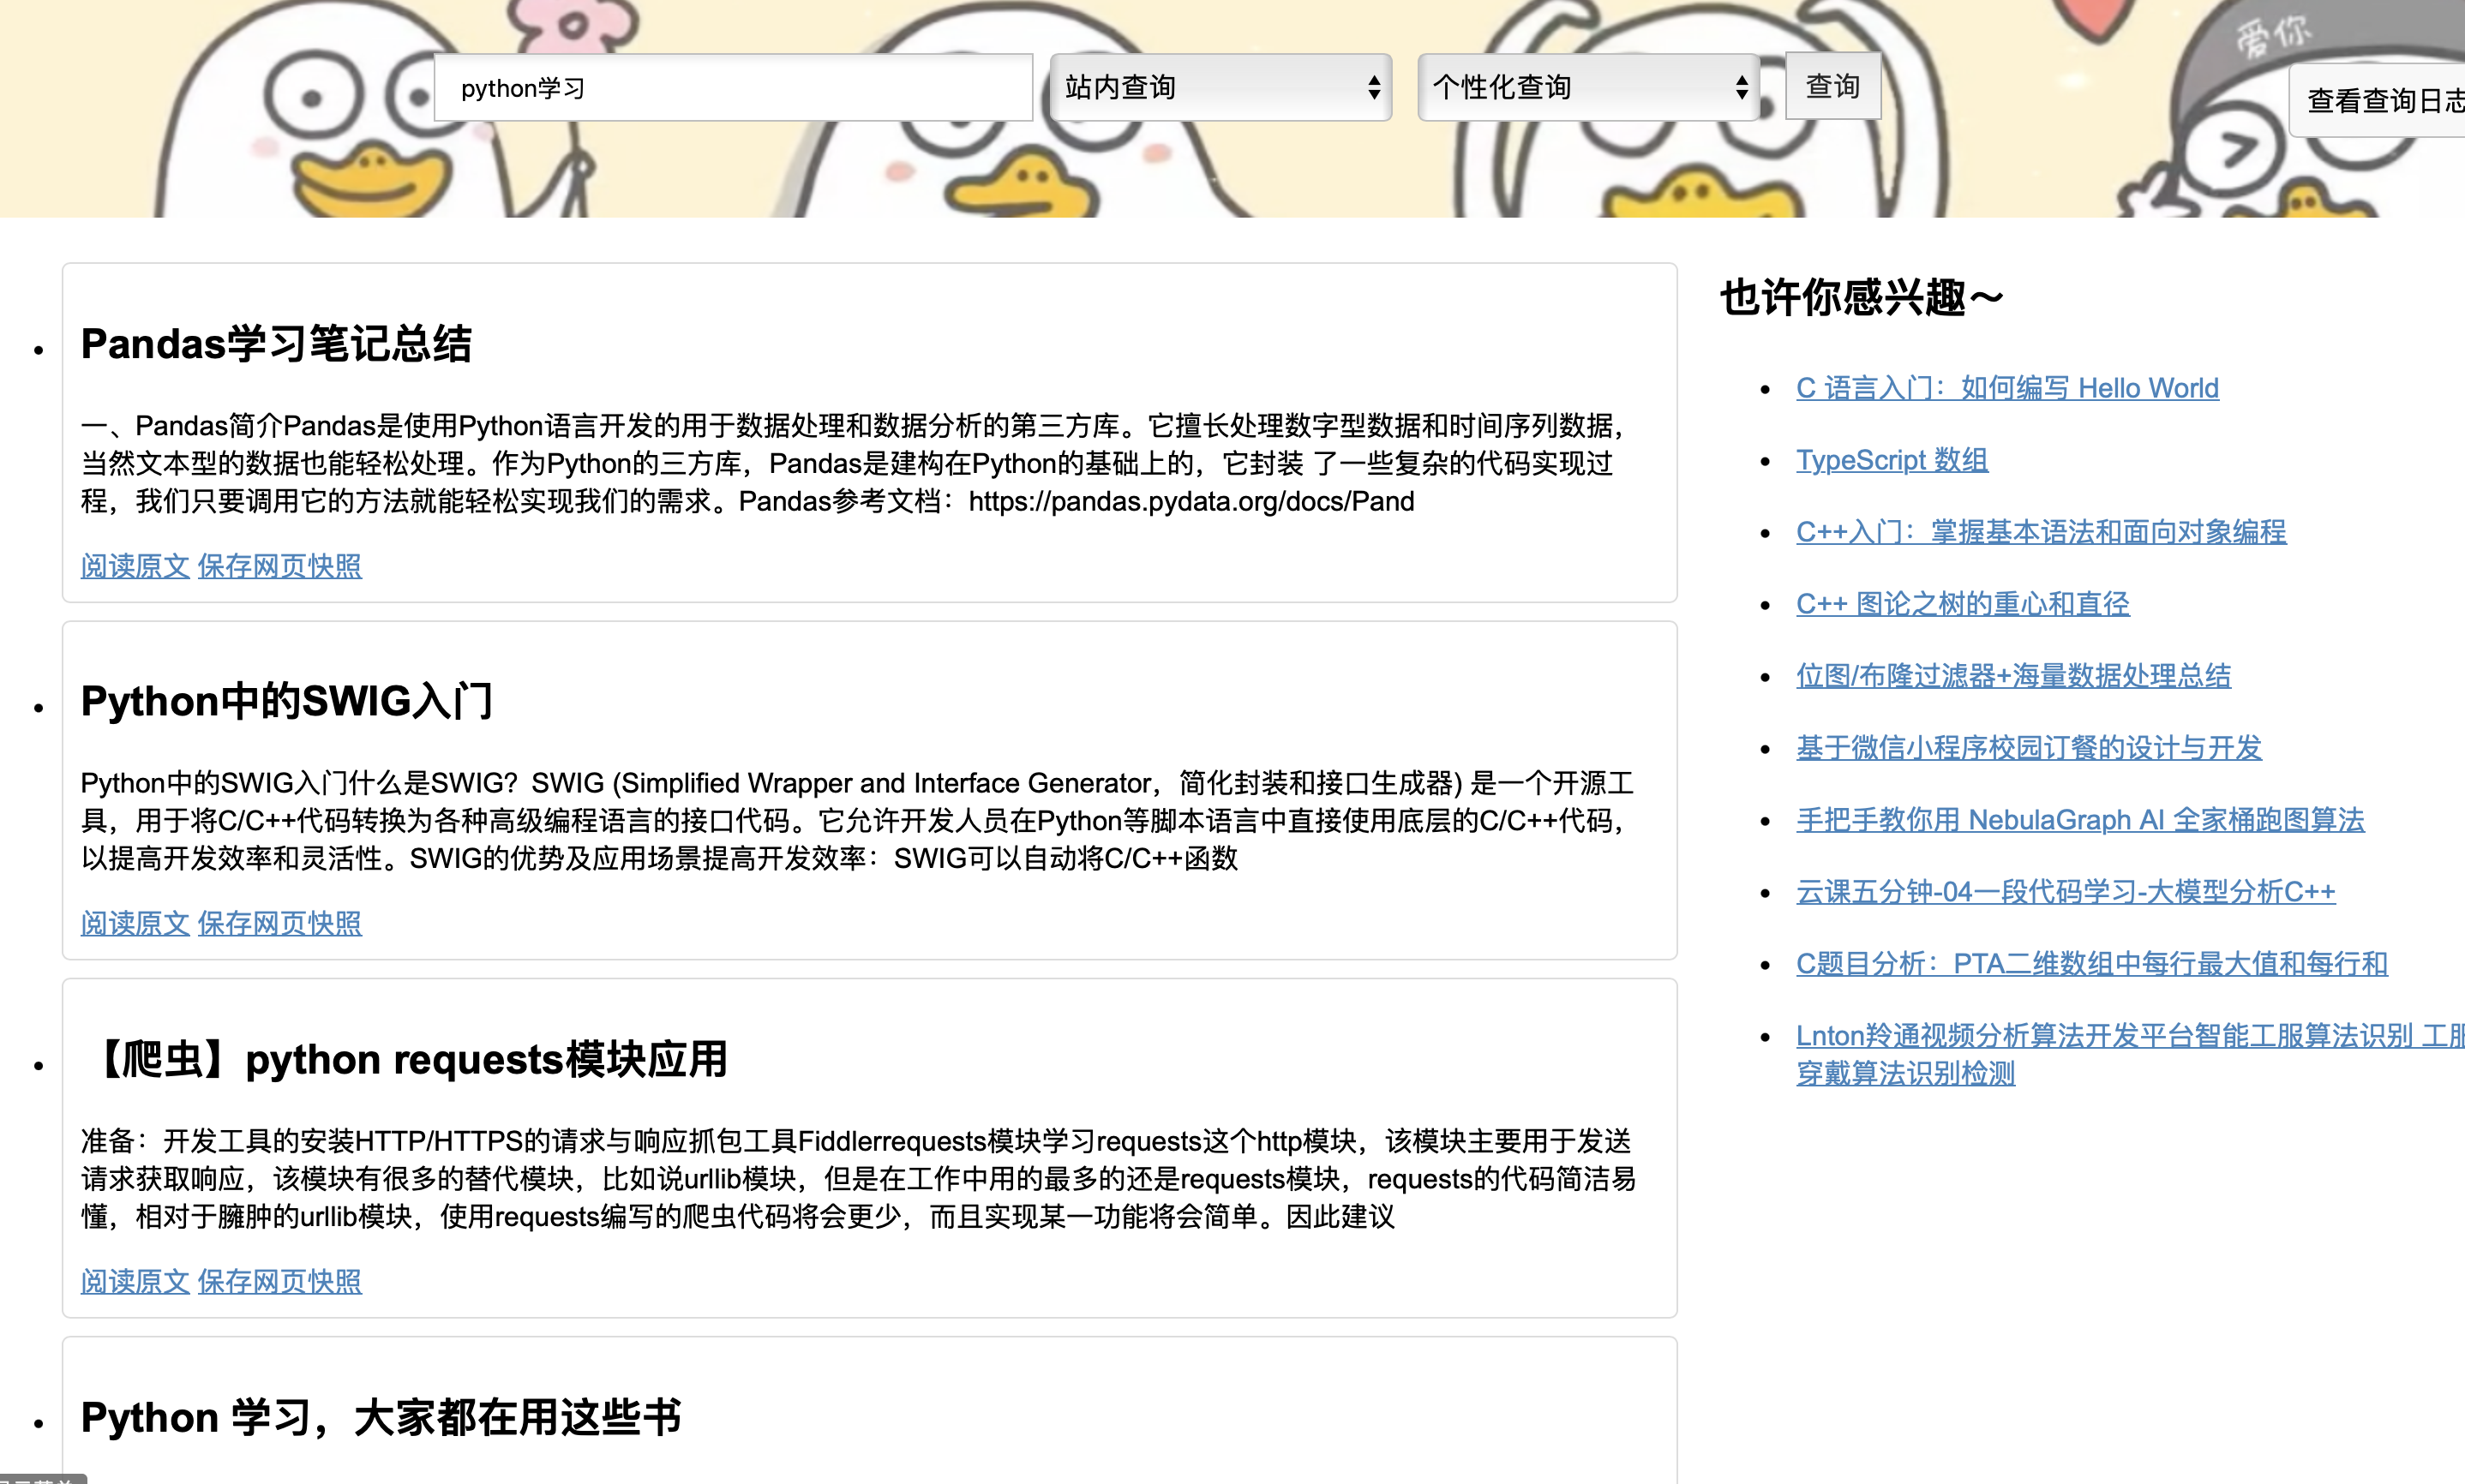 爱你
python学习
站内查询
个性化查询
查询
查看查询日志
Pandas学习笔记总结
一、Pandas简介Pandas是使用Python语言开发的用于数据处理和数据分析的第三方库。它擅长处理数字型数据和时间序列数据，
当然文本型的数据也能轻松处理。作为Python的三方库，Pandas是建构在Python的基础上的，它封装 了一些复杂的代码实现过
程，我们只要调用它的方法就能轻松实现我们的需求。Pandas参考文档：https://pandas.pydata.org/docs/Pand
阅读原文 保存网页快照
Python中的SWIG入门
Python中的SWIG入门什么是SWIG？SWIG (Simplified Wrapper and Interface Generator，简化封装和接口生成器) 是一个开源工
具，用于将C/C++代码转换为各种高级编程语言的接口代码。它允许开发人员在Python等脚本语言中直接使用底层的C/C++代码，
以提高开发效率和灵活性。SWIG的优势及应用场景提高开发效率：SWIG可以自动将C/C++函数
阅读原文 保存网页快照
【爬虫】python requests模块应用
准备：开发工具的安装HTTP/HTTPS的请求与响应抓包工具Fiddlerrequests模块学习requests这个http模块，该模块主要用于发送
请求获取响应，该模块有很多的替代模块，比如说urllib模块，但是在工作中用的最多的还是requests模块，requests的代码简洁易
懂，相对于臃肿的urllib模块，使用requests编写的爬虫代码将会更少，而且实现某一功能将会简单。因此建议
阅读原文 保存网页快照
Python 学习，大家都在用这些书
也许你感兴趣～
C 语言入门：如何编写 Hello World
TypeScript 数组
C++入门：掌握基本语法和面向对象编程
C++ 图论之树的重心和直径
位图/布隆过滤器+海量数据处理总结
基于微信小程序校园订餐的设计与开发
手把手教你用 NebulaGraph AI 全家桶跑图算法
云课五分钟-04一段代码学习-大模型分析C++
C题目分析：PTA二维数组中每行最大值和每行和
Lnton羚通视频分析算法开发平台智能工服算法识别 工服
穿戴算法识别检测